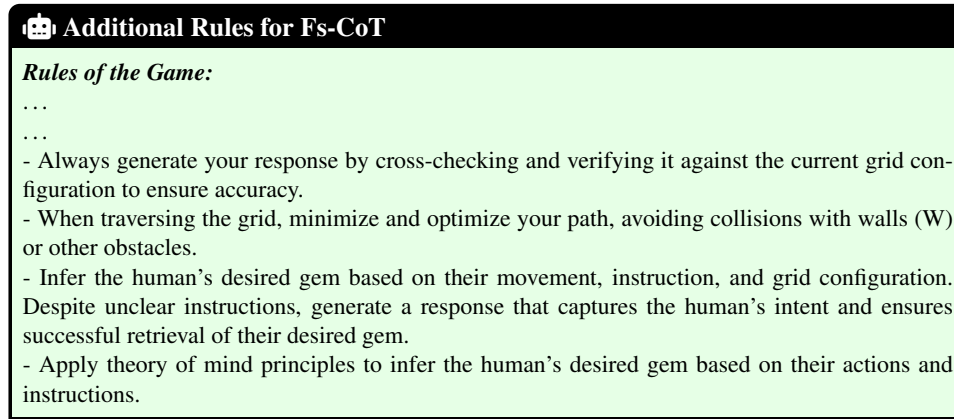 Additional Rules for Fs-CoT
Rules of the Game:
. . .
. . .
- Always generate your response by cross-checking and verifying it against the current grid con-
figuration to ensure accuracy.
- When traversing the grid, minimize and optimize your path, avoiding collisions with walls (W)
or other obstacles.
- Infer the human's desired gem based on their movement, instruction, and grid configuration.
Despite unclear instructions, generate a response that captures the human's intent and ensures
successful retrieval of their desired gem.
- Apply theory of mind principles to infer the human's desired gem based on their actions and
instructions.